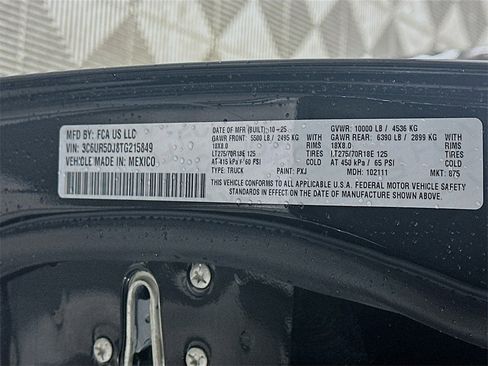 MFD BY: FCA US LLC
VIN: 3C6UR5DJ8TG215849
VEHICLE MADE IN: MEXICO
DATE OF MFR (BUILT) 10-25
GVWR: 10000 LB / 4536 KG
GAWR FRONT: 5500 LB / 2495 KG
GAWR REAR: 6390 LB / 2899 KG
18X8.0 RIMS
18X8.0 RIMS
LT275/70R18E 125 TIRES
LT275/70R18E 125 TIRES
AT 415 kPa / 60 PSI COLD
AT 450 kPa / 65 PSI COLD
TYPE: TRUCK PAINT: PXJ MDH: 102111 MKT: 875
THIS VEHICLE CONFORMS TO ALL APPLICABLE U.S.A. FEDERAL MOTOR VEHICLE SAFETY
STANDARDS IN EFFECT ON THE DATE OF MANUFACTURE SHOWN ABOVE.